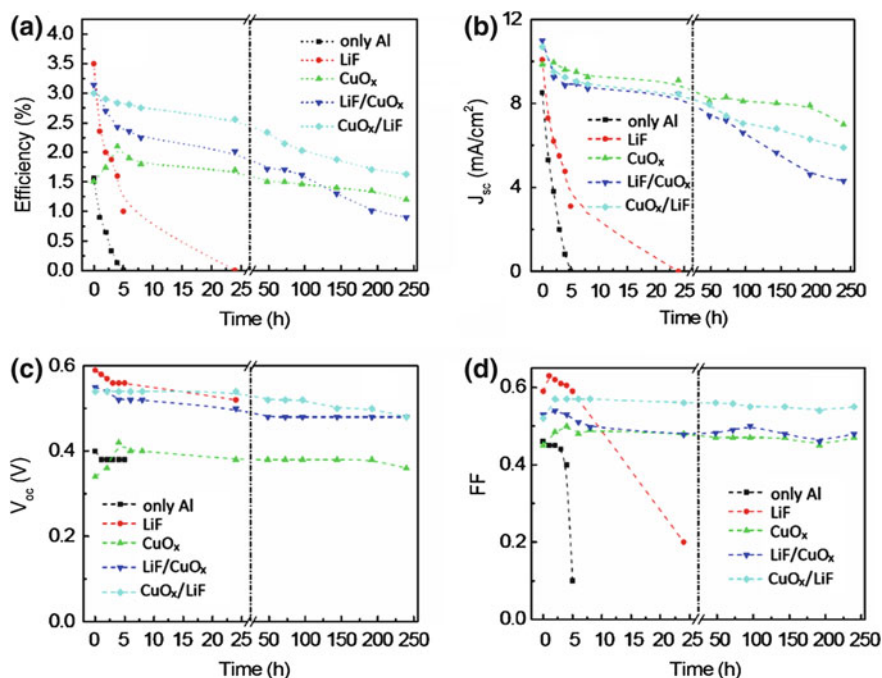 (a)
Efficiency (%)
4.0
3.5
3.0
2.5
2.0
1.5
1.0
0.5
0.0
only Al
LiF
CuOx
LiF/CuOx
CuOx/LiF
0 5 10 15 20 25 50 100 150 200 250
Time (h)
(b)
Jsc (mA/cm²)
12
8
4
0
only Al
LiF
CuOx
LiF/CuOx
CuOx/LiF
0 5 10 15 20 25 50 100 150 200 250
Time (h)
(c)
Voc (V)
0.6
0.4
0.2
0.0
only Al
LiF
CuOx
LiF/CuOx
CuOx/LiF
0 5 10 15 20 25 50 100 150 200 250
Time (h)
(d)
FF
0.6
0.4
0.2
0.0
only Al
LiF
CuOx
LiF/CuOx
CuOx/LiF
0 5 10 15 20 25 50 100 150 200 250
Time (h)